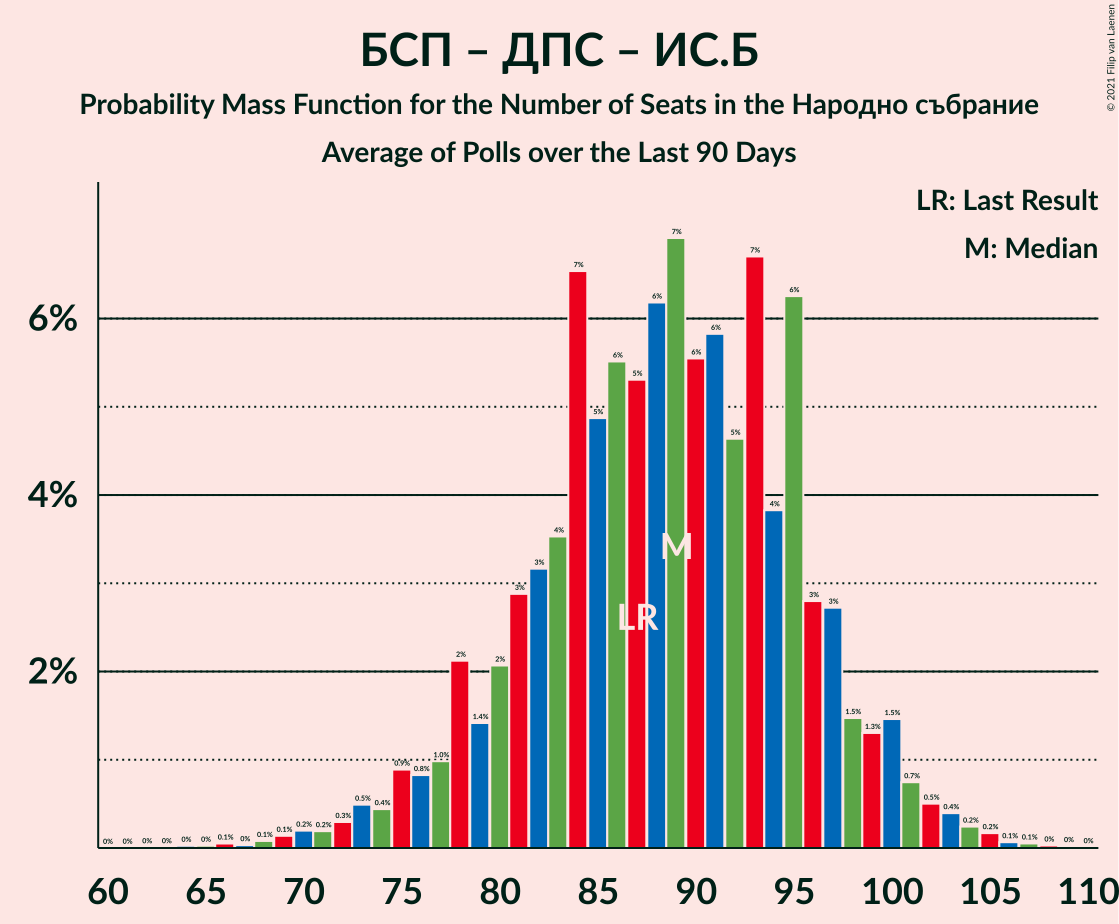 БСП – ДПС – ИС.Б
Probability Mass Function for the Number of Seats in the Народно събрание
Average of Polls over the Last 90 Days
© 2021 Filip van Laenen
LR: Last Result
M: Median
6%
4%
2%
0% 0% 0% 0% 0% 0% 0.1% 0% 0.1% 0.1% 0.2% 0.2% 0.3% 0.5% 0.4% 0.9% 0.8% 1.0% 2% 1.4% 2% 3% 3% 4% 7% 5% 6% 5% 6% 7% 6% 6% 5% 7% 4% 6% 3% 3% 1.5% 1.3% 1.5% 0.7% 0.5% 0.4% 0.2% 0.2% 0.1% 0.1% 0% 0% 0%
M
LR
60 65 70 75 80 85 90 95 100 105 110